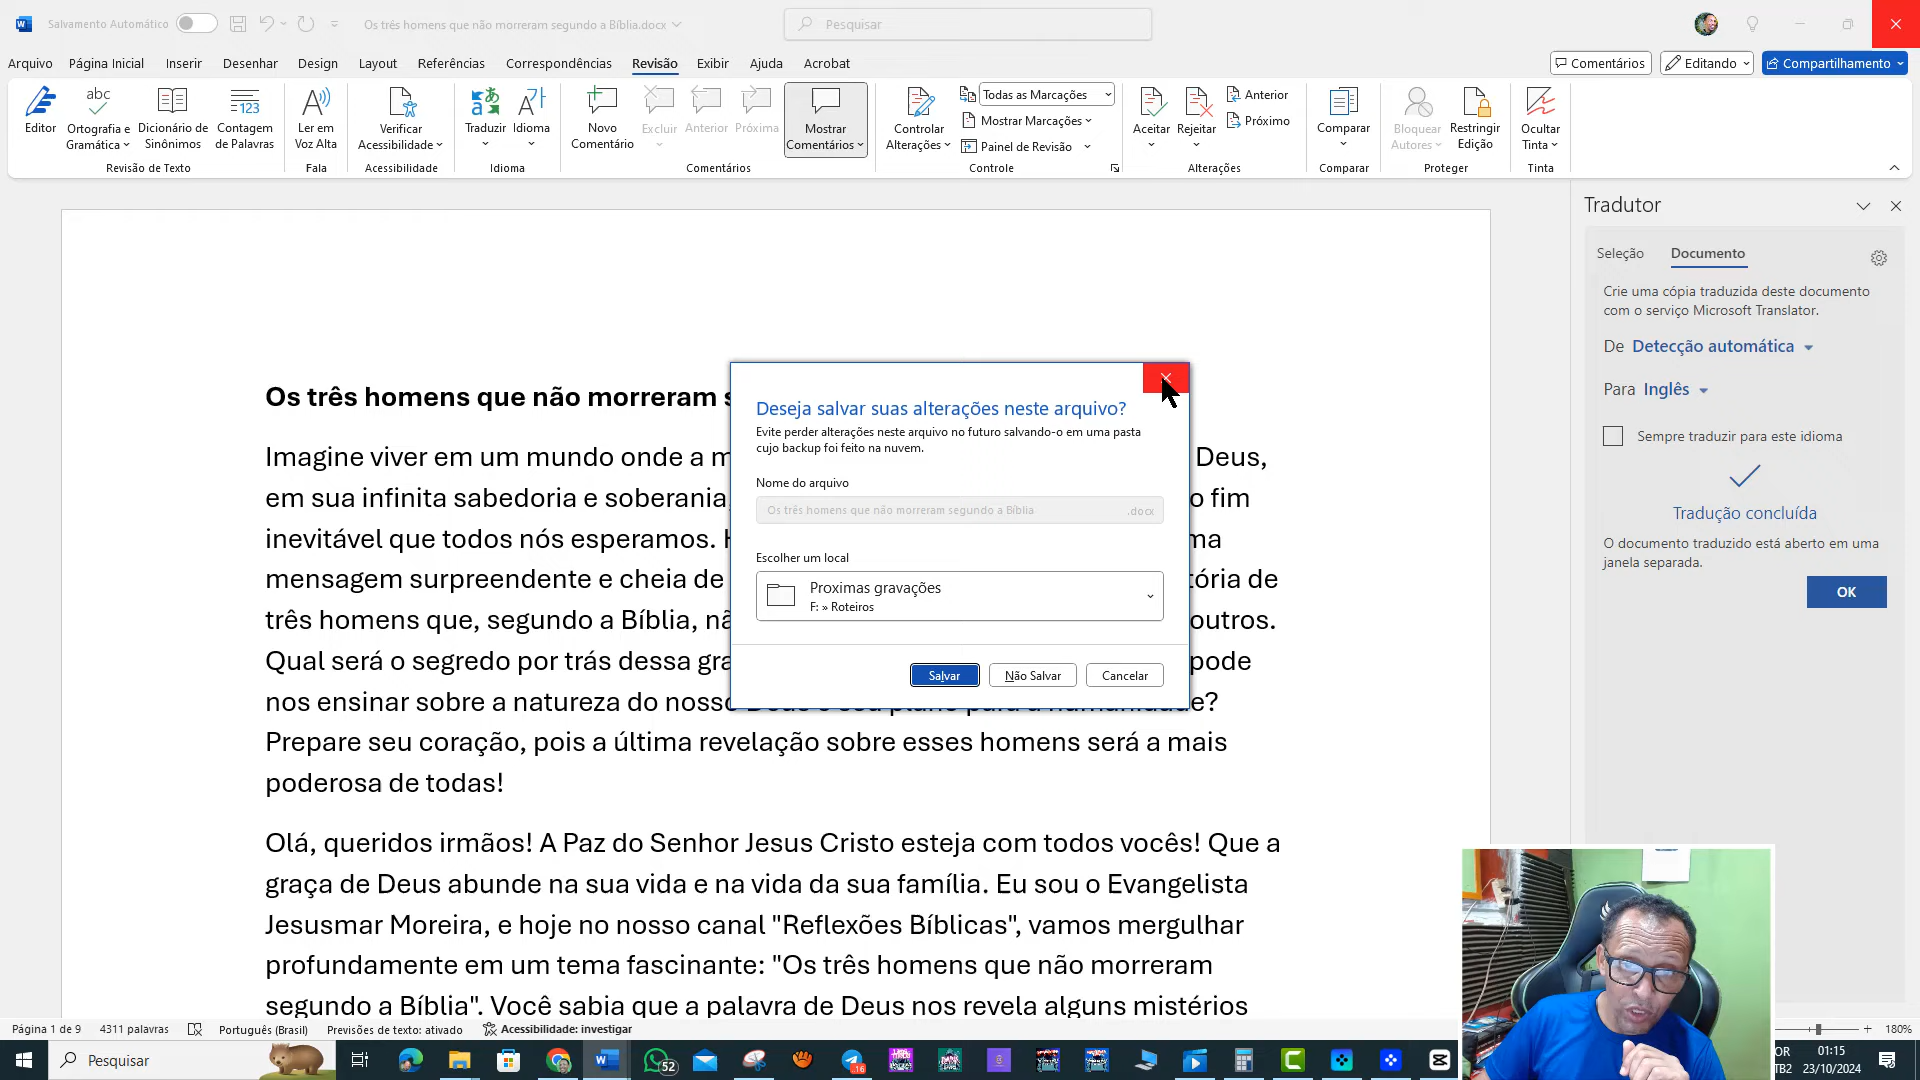 Salvamento Automático
Os três homens que não morreram segundo a Bíblia.docx
Pesquisar
Arquivo Página Inicial Inserir Desenhar Design Layout Referências Correspondências Revisão Exibir Ajuda Acrobat
Comentários Editando Compartilhamento
Editor
Ortografia e Gramática
Dicionário de Sinônimos
Contagem de Palavras
Ler em Voz Alta
Verificar Acessibilidade
Traduzir
Idioma
Novo Comentário
Excluir
Anterior
Próxima
Mostrar Comentários
Controlar Alterações
Todas as Marcações
Mostrar Marcações
Painel de Revisão
Aceitar
Rejeitar
Anterior
Próximo
Comparar
Bloquear Autores
Restringir Edição
Ocultar Tinta
Revisão de Texto Fala Acessibilidade Idioma Comentários Controle Alterações Comparar Proteger Tinta
Os três homens que não morreram s
Imagine viver em um mundo onde a m
Deus,
em sua infinita sabedoria e soberania,
o fim
inevitável que todos nós esperamos. H
ma
mensagem surpreendente e cheia de
tória de
três homens que, segundo a Bíblia, nã
outros.
Qual será o segredo por trás dessa gra
pode
nos ensinar sobre a natureza do nosso Deus e seu plano para a humanidade?
Prepare seu coração, pois a última revelação sobre esses homens será a mais
poderosa de todas!
Olá, queridos irmãos! A Paz do Senhor Jesus Cristo esteja com todos vocês! Que a
graça de Deus abunde na sua vida e na vida da sua família. Eu sou o Evangelista
Jesusmar Moreira, e hoje no nosso canal "Reflexões Bíblicas", vamos mergulhar
profundamente em um tema fascinante: "Os três homens que não morreram
segundo a Bíblia". Você sabia que a palavra de Deus nos revela alguns mistérios
Deseja salvar suas alterações neste arquivo?
Evite perder alterações neste arquivo no futuro salvando-o em uma pasta
cujo backup foi feito na nuvem.
Nome do arquivo
Os três homens que não morreram segundo a Bíblia .docx
Escolher um local
Proximas gravações
F: » Roteiros
Salvar Não Salvar Cancelar
Tradutor
Seleção Documento
Crie uma cópia traduzida deste documento
com o serviço Microsoft Translator.
De Detecção automática
Para Inglês
Sempre traduzir para este idioma
Tradução concluída
O documento traduzido está aberto em uma
janela separada.
OK
Página 1 de 9 4311 palavras Português (Brasil) Previsões de texto: ativado Acessibilidade: investigar
180%
Pesquisar
52
16
01:15
23/10/2024